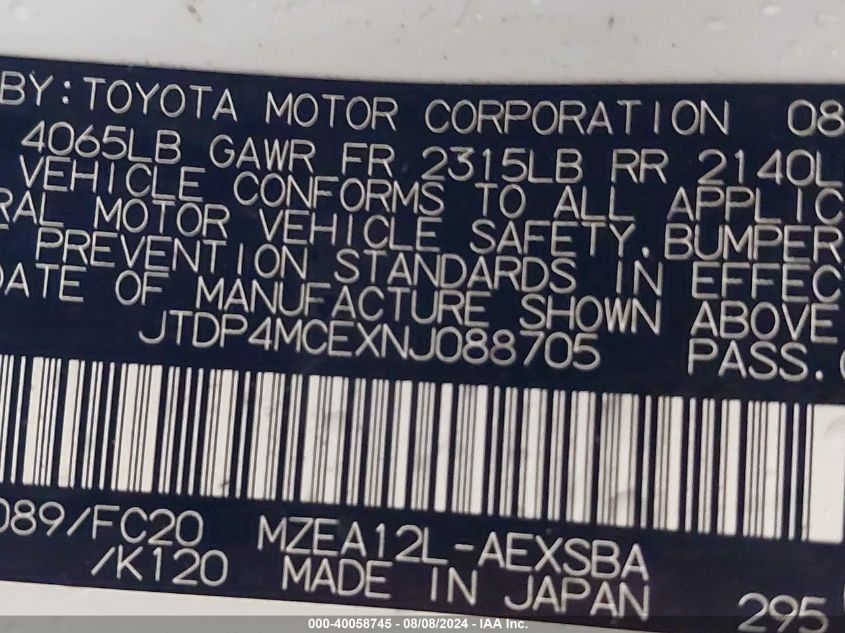 BY: TOYOTA MOTOR CORPORATION 08
4065LB GAWR FR 2315LB RR 2140L
VEHICLE CONFORMS TO ALL APPLIC
RAL MOTOR VEHICLE SAFETY, BUMPER
E PREVENTION STANDARDS IN EFFEC
DATE OF MANUFACTURE SHOWN ABOVE
JTDP4MCEXNJ088705 PASS.
089/FC20 MZEA12L-AEXSBA
/K120 MADE IN JAPAN 295
000-40058745 - 08/08/2024 - IAA Inc.